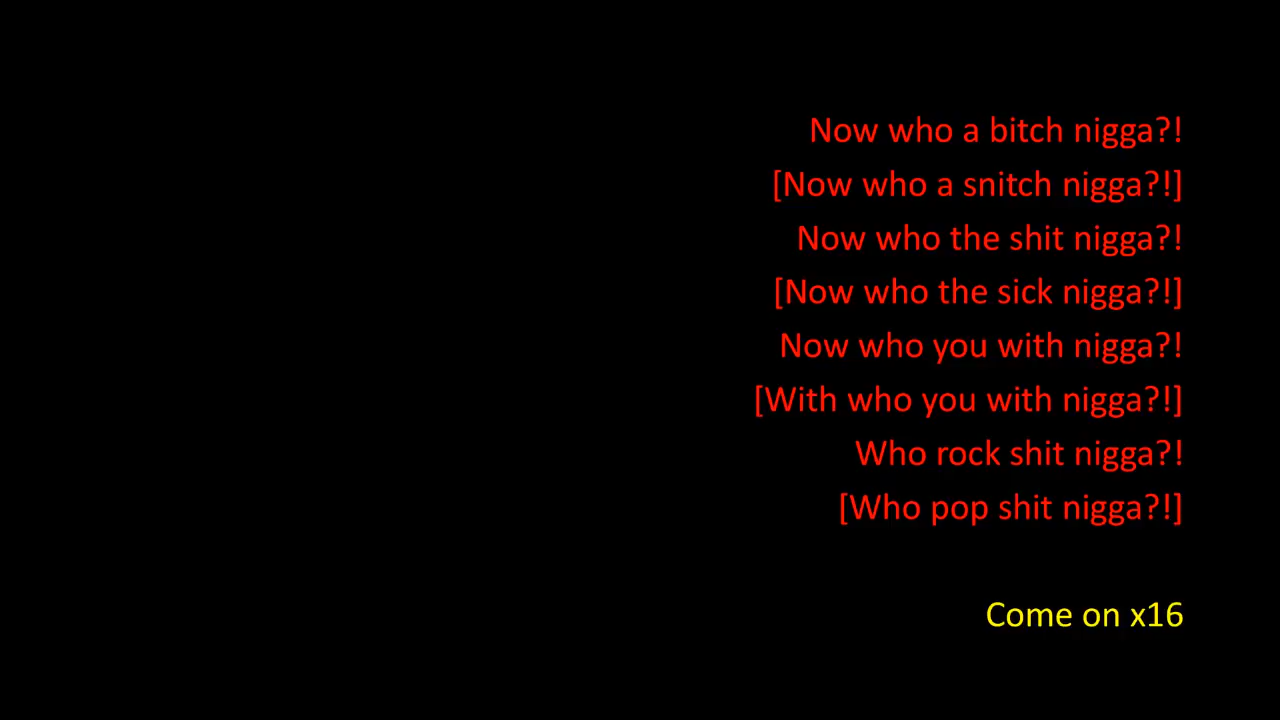 Now who a bitch nigga?!
[Now who a snitch nigga?!]
Now who the shit nigga?!
[Now who the sick nigga?!]
Now who you with nigga?!
[With who you with nigga?!]
Who rock shit nigga?!
[Who pop shit nigga?!]
Come on x16